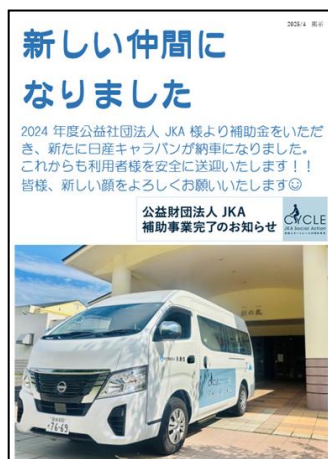 新しい仲間に
なりました
2024 年度公益社団法人 JKA 様より補助金をいただ
き、新たに日産キャラバンが納車になりました。
これからも利用者様を安全に送迎いたします！！
皆様、新しい顔をよろしくお願いいたします☺
公益財団法人 JKA
補助事業完了のお知らせ
CYCLE
JKA Social Action
76-69